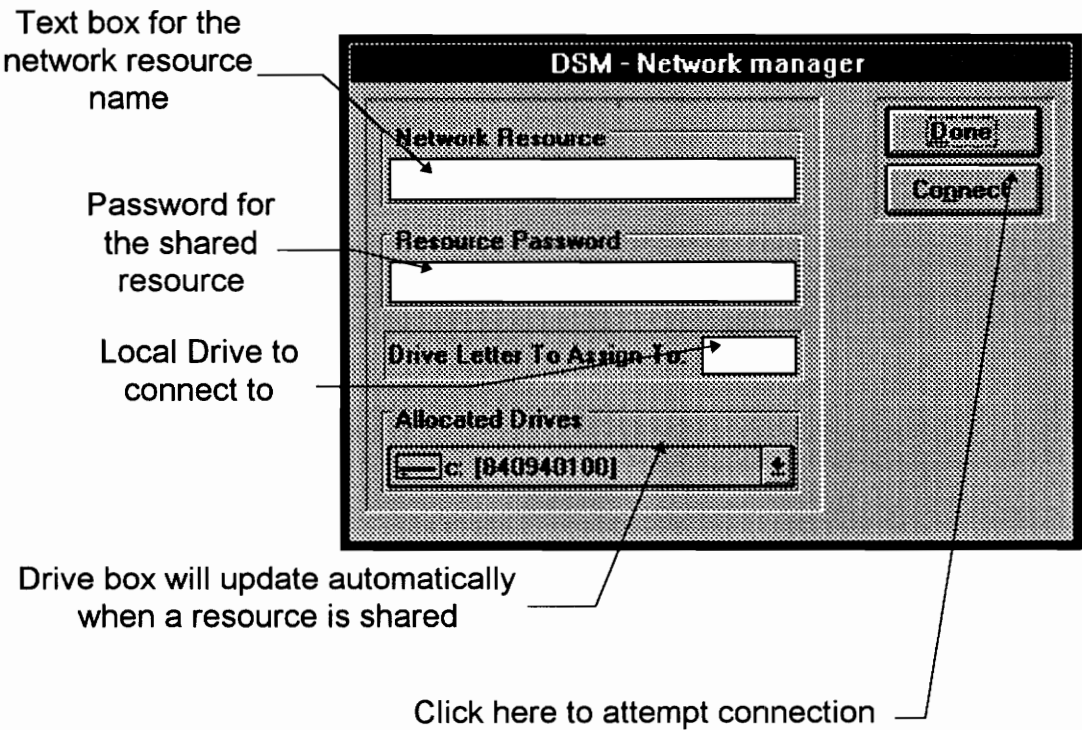 Text box for the
network resource
name
DSM - Network manager
Network Resource
Done
Connect
Password for
the shared
resource
Resource Password
Local Drive to
connect to
Drive Letter To Assign To:
Allocated Drives
c: [840940100]
Drive box will update automatically
when a resource is shared
Click here to attempt connection